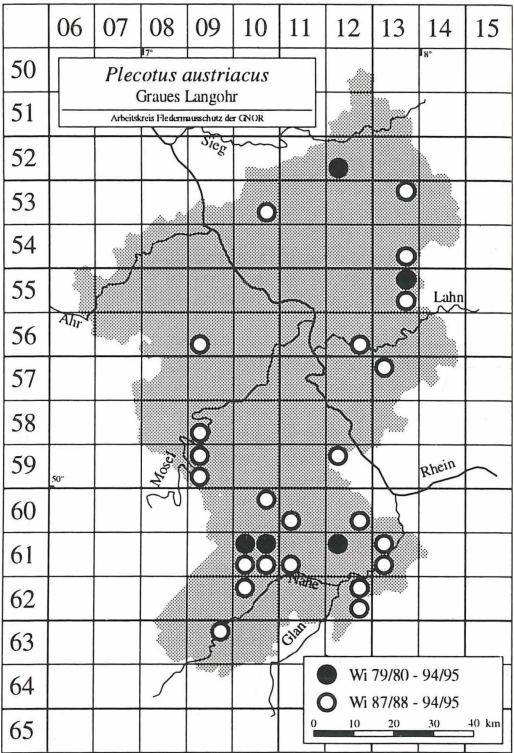 06 07 08 09 10 11 12 13 14 15
7° 8°
50
Plecotus austriacus
Graues Langohr
Arbeitskreis Fledermausschutz der GNOR
51
Sieg
52
53
54
55
Ahr
Lahn
56
57
58
59
Mosel
Rhein
50°
60
61
Nahe
62
63
Glan
64
Wi 79/80 - 94/95
Wi 87/88 - 94/95
65
0 10 20 30 40 km